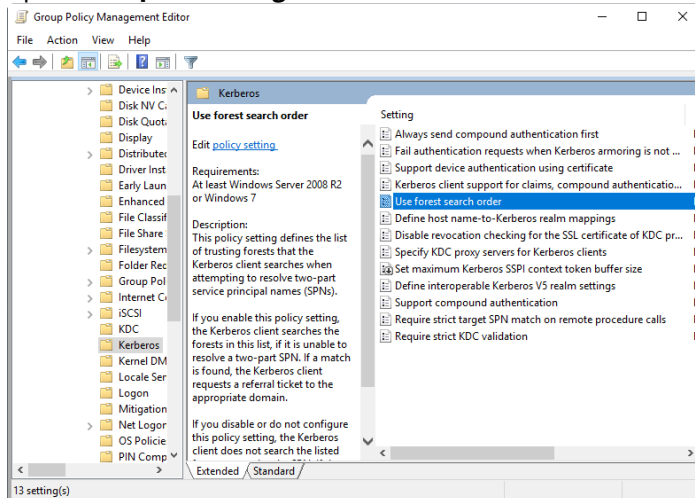 Group Policy Management Editor
File Action View Help
Device Ins
Disk NV Ca
Disk Quot
Display
Distributed
Driver Inst
Early Laun
Enhanced
File Classif
File Share
Filesystem
Folder Rec
Group Pol
Internet C
iSCSI
KDC
Kerberos
Kernel DM
Locale Ser
Logon
Mitigation
Net Logor
OS Policie
PIN Comp
Kerberos
Use forest search order
Edit policy setting
Requirements:
At least Windows Server 2008 R2
or Windows 7
Description:
This policy setting defines the list
of trusting forests that the
Kerberos client searches when
attempting to resolve two-part
service principal names (SPNs).
If you enable this policy setting,
the Kerberos client searches the
forests in this list, if it is unable to
resolve a two-part SPN. If a match
is found, the Kerberos client
requests a referral ticket to the
appropriate domain.
If you disable or do not configure
this policy setting, the Kerberos
client does not search the listed
Setting
Always send compound authentication first
Fail authentication requests when Kerberos armoring is not ...
Support device authentication using certificate
Kerberos client support for claims, compound authenticatio...
Use forest search order
Define host name-to-Kerberos realm mappings
Disable revocation checking for the SSL certificate of KDC pr...
Specify KDC proxy servers for Kerberos clients
Set maximum Kerberos SSPI context token buffer size
Define interoperable Kerberos V5 realm settings
Support compound authentication
Require strict target SPN match on remote procedure calls
Require strict KDC validation
Extended Standard
13 setting(s)